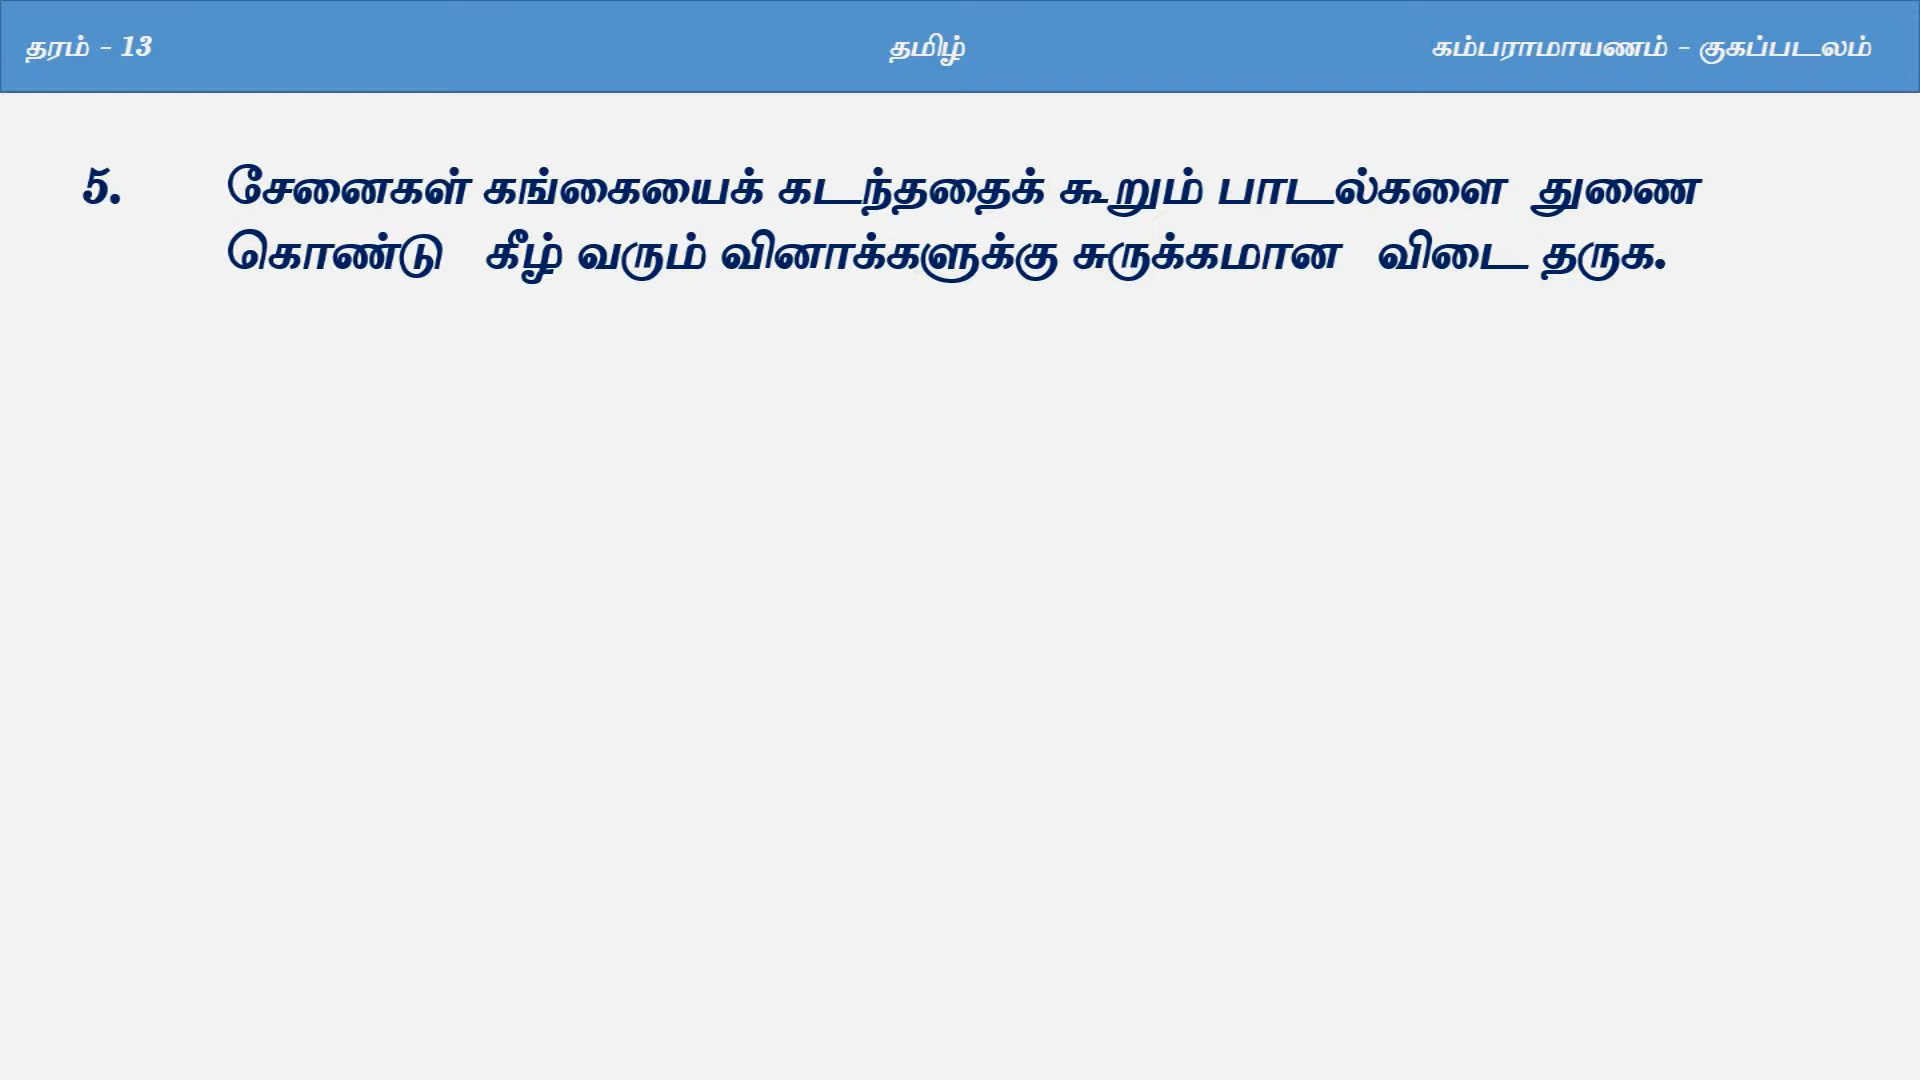 தரம் - 13 தமிழ் கம்பராமாயணம் - குகப்படலம்
5. சேனைகள் கங்கையைக் கடந்ததைக் கூறும் பாடல்களை துணை
கொண்டு கீழ் வரும் வினாக்களுக்கு சுருக்கமான விடை தருக.